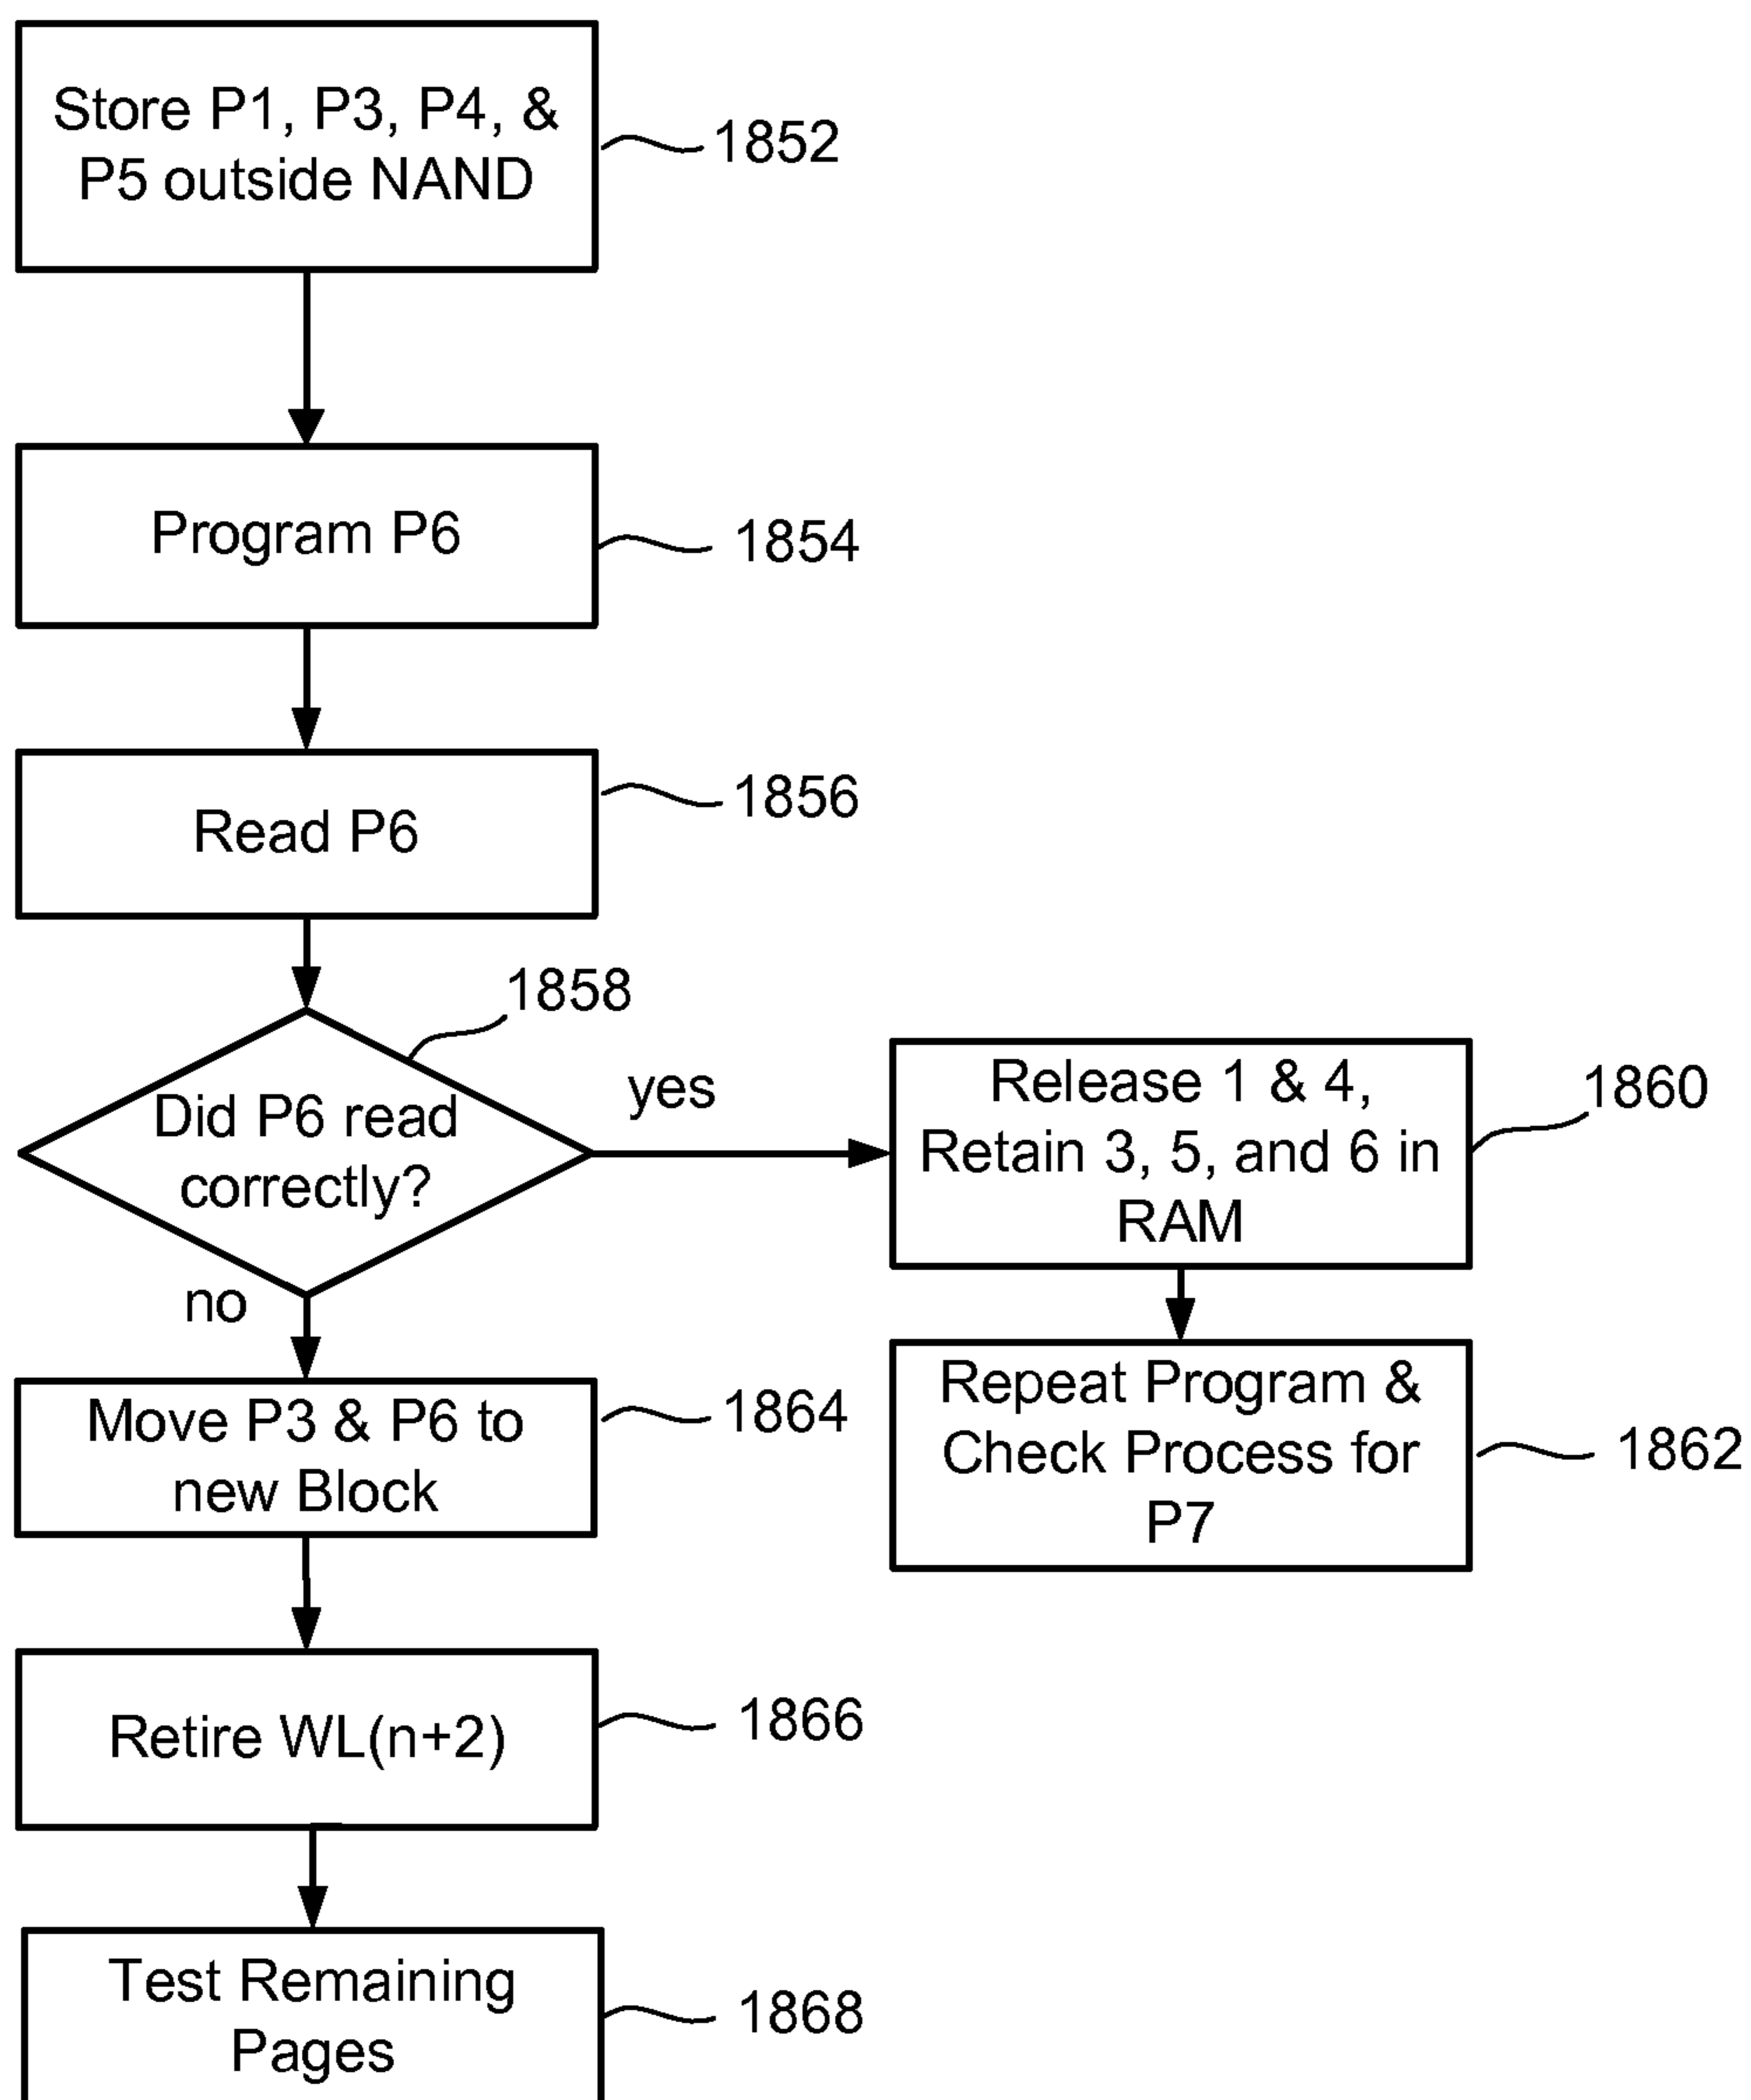 Store P1, P3, P4, &
P5 outside NAND
1852
Program P6
1854
Read P6
1856
1858
Did P6 read
correctly?
yes
no
Release 1 & 4,
Retain 3, 5, and 6 in
RAM
1860
Repeat Program &
Check Process for
P7
1862
Move P3 & P6 to
new Block
1864
Retire WL(n+2)
1866
Test Remaining
Pages
1868